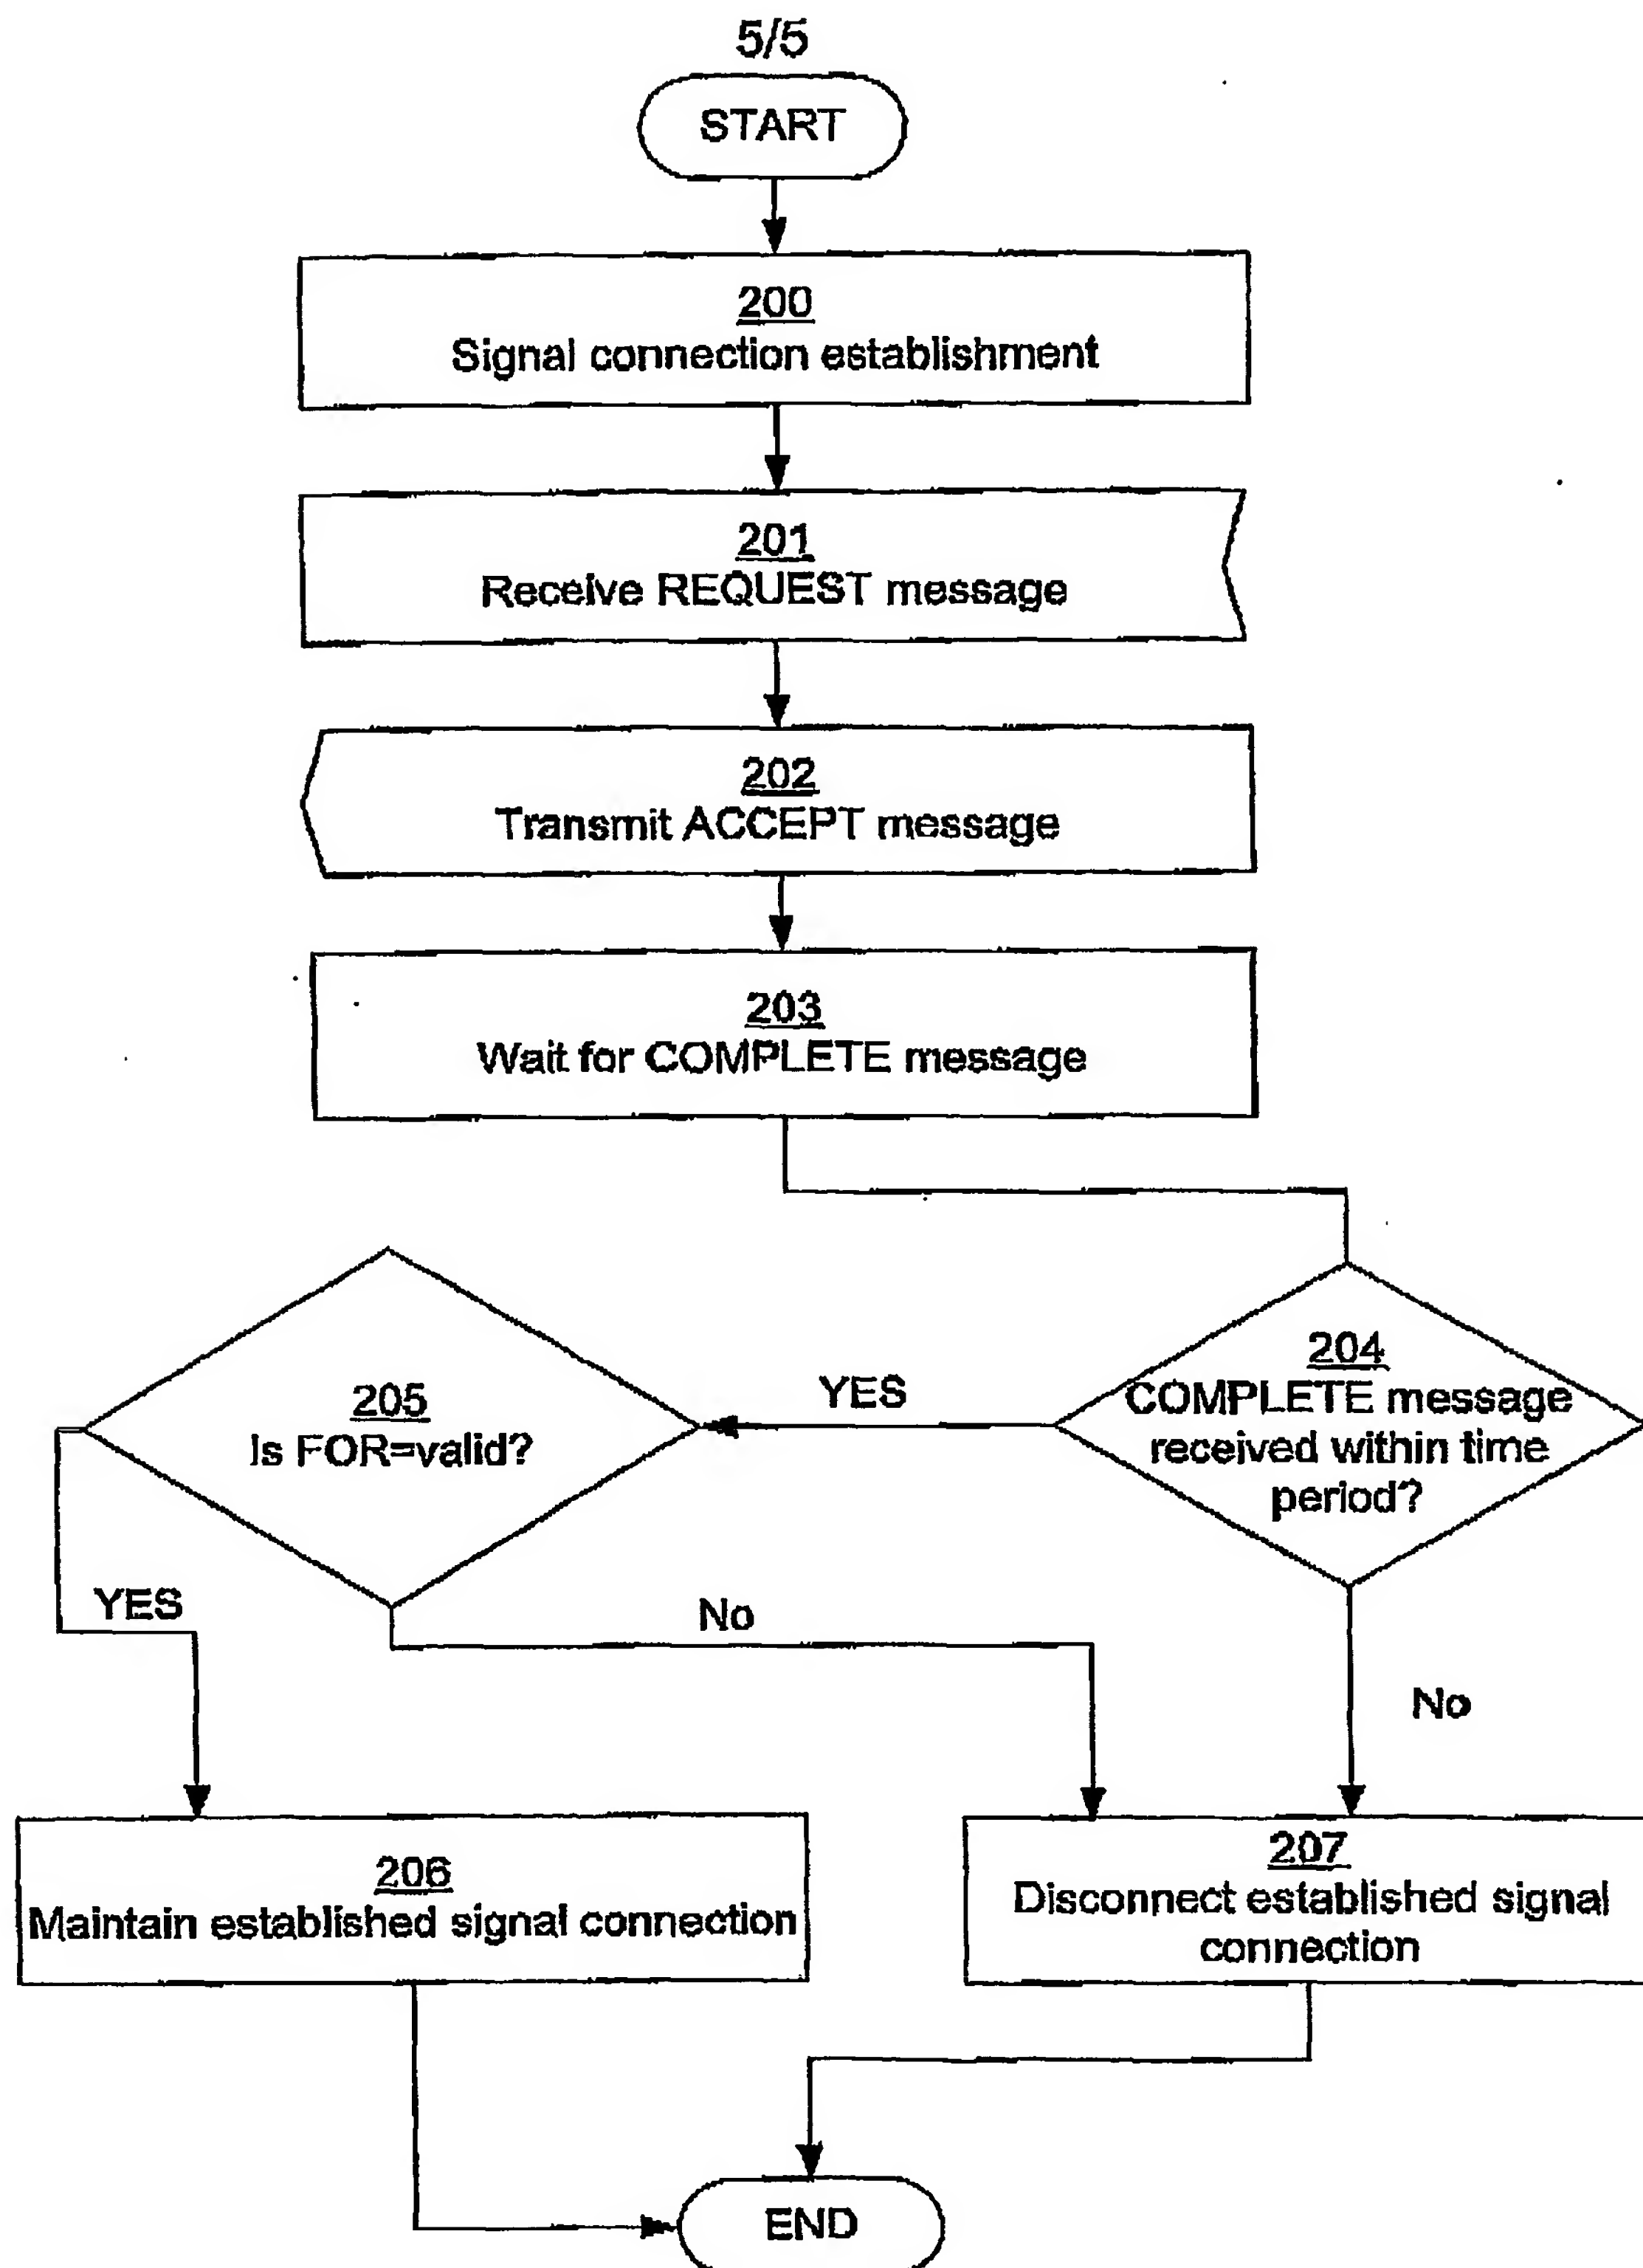 5/5
START
200
Signal connection establishment
201
Receive REQUEST message
202
Transmit ACCEPT message
203
Wait for COMPLETE message
204
COMPLETE message
received within time
period?
YES
205
Is FOR=valid?
YES
No
No
206
Maintain established signal connection
207
Disconnect established signal
connection
END